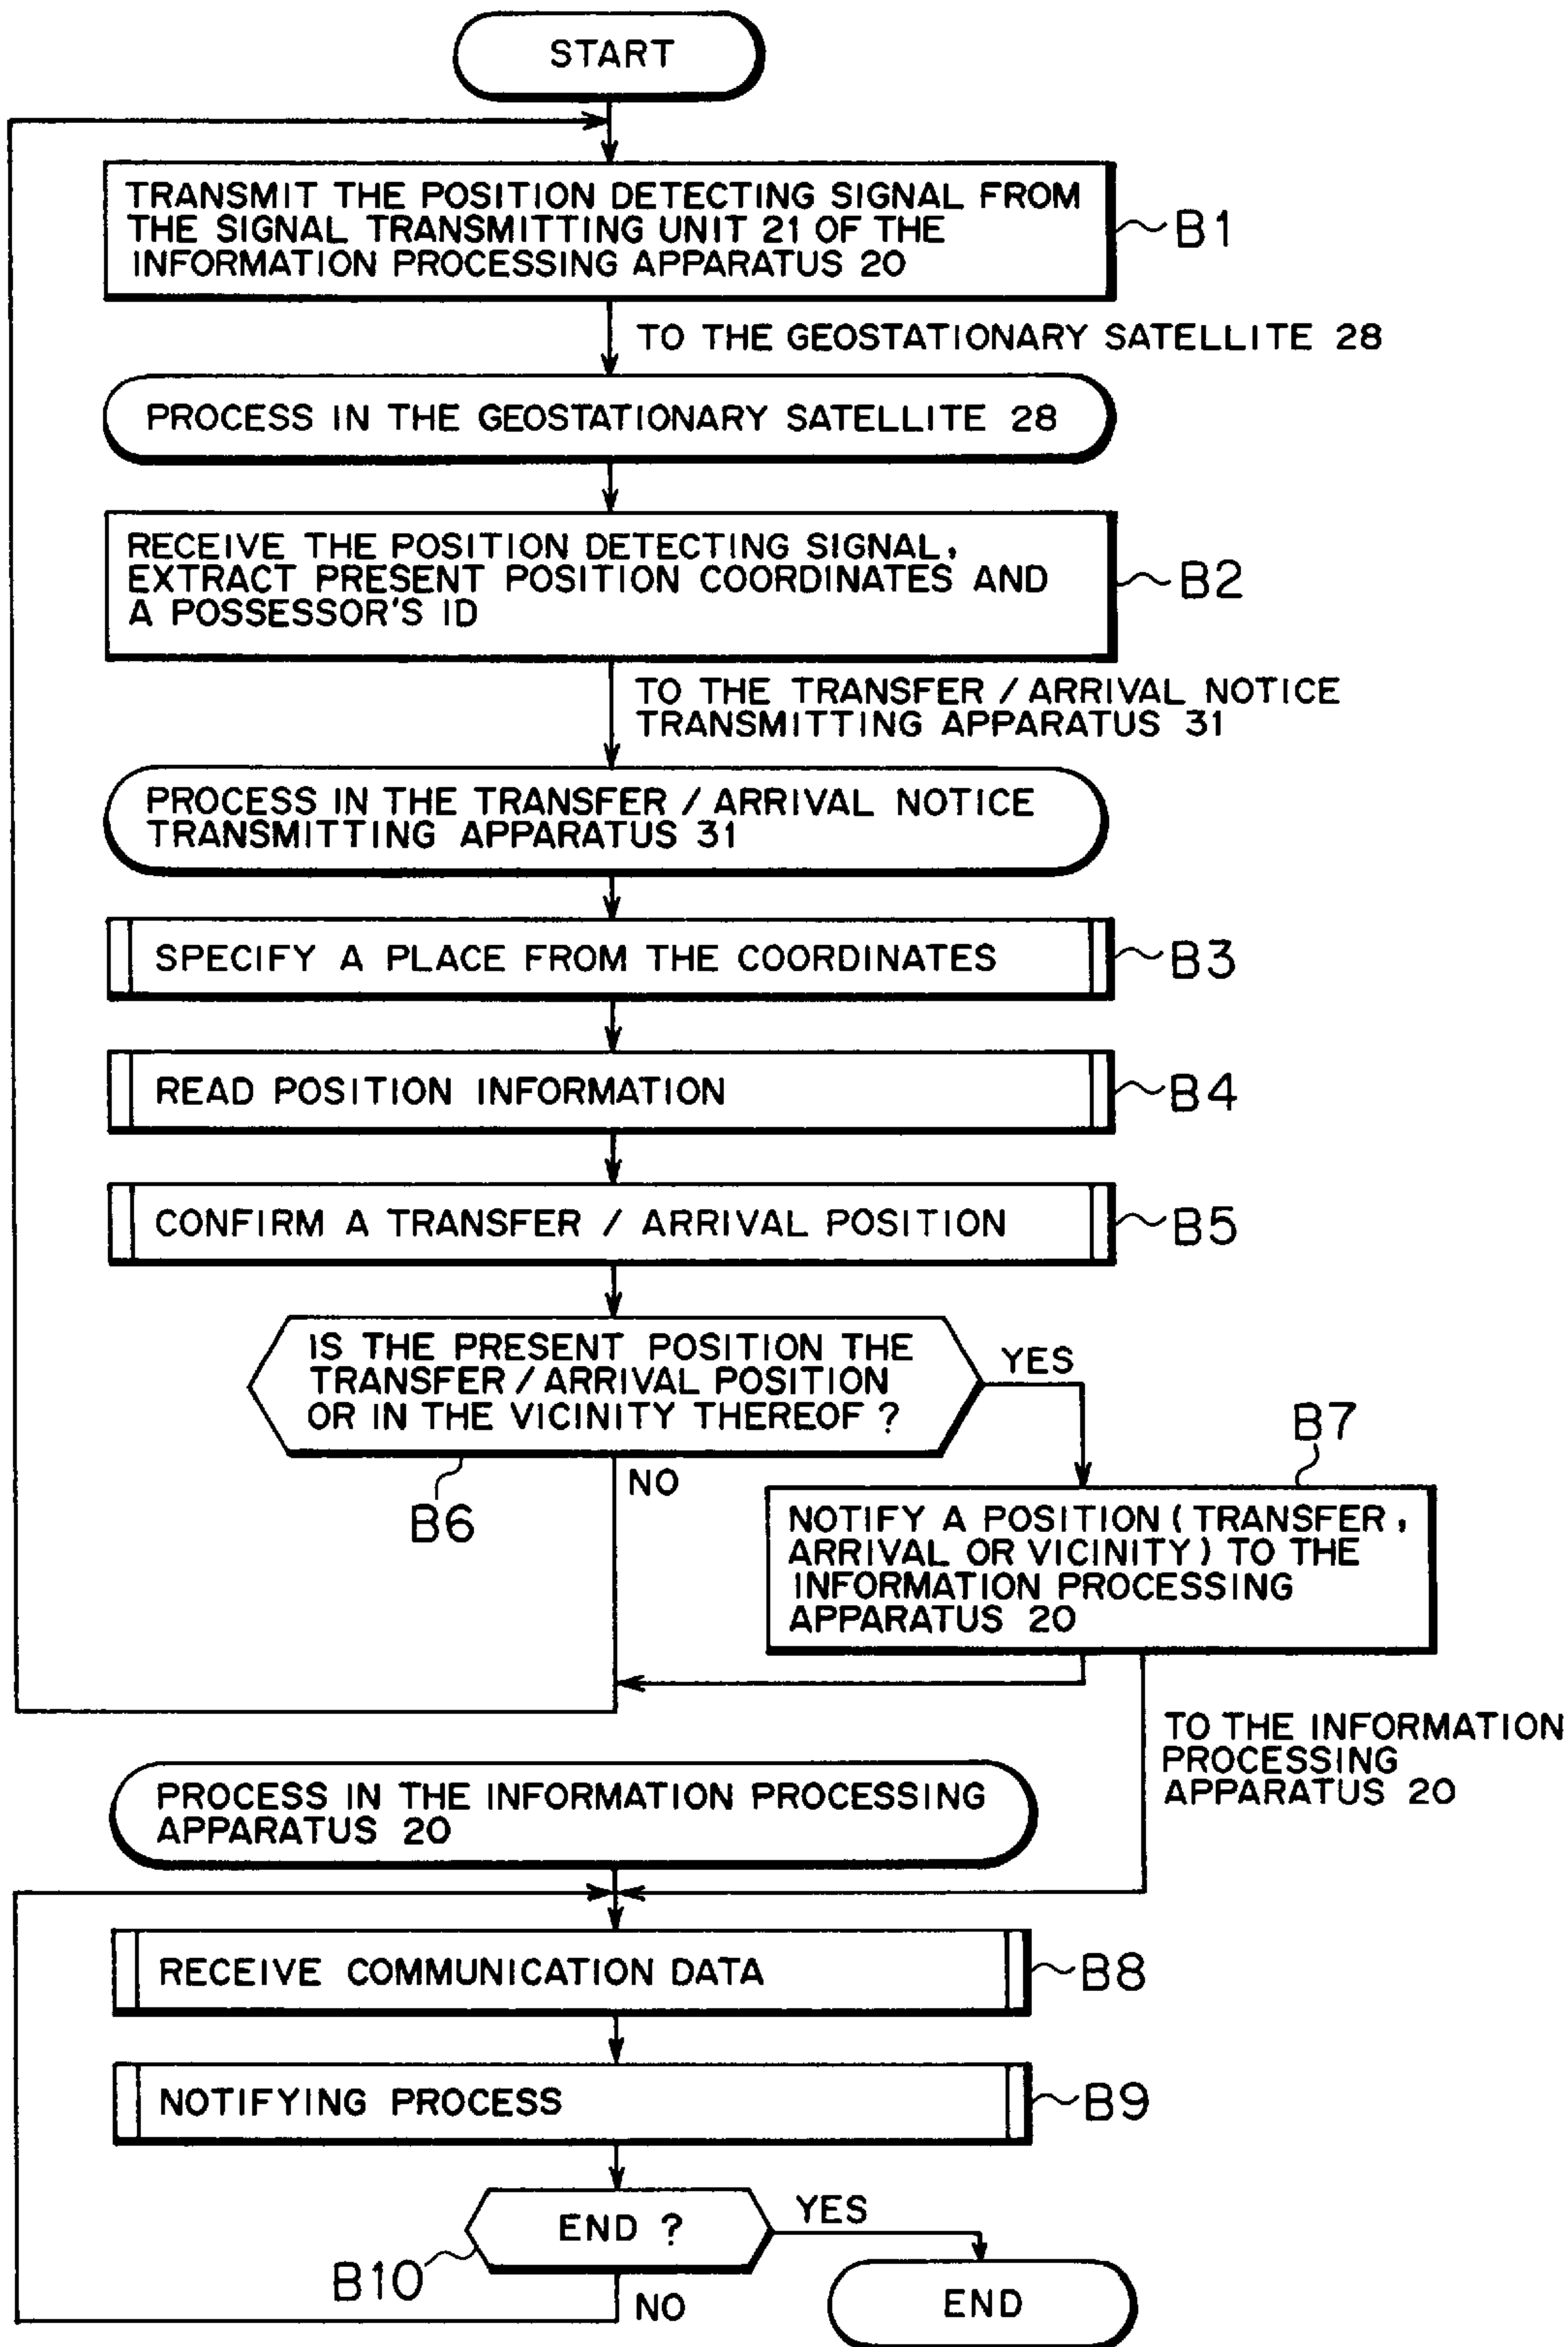 START
TRANSMIT THE POSITION DETECTING SIGNAL FROM
THE SIGNAL TRANSMITTING UNIT 21 OF THE
INFORMATION PROCESSING APPARATUS 20
B1
TO THE GEOSTATIONARY SATELLITE 28
PROCESS IN THE GEOSTATIONARY SATELLITE 28
RECEIVE THE POSITION DETECTING SIGNAL,
EXTRACT PRESENT POSITION COORDINATES AND
A POSSESSOR'S ID
B2
TO THE TRANSFER / ARRIVAL NOTICE
TRANSMITTING APPARATUS 31
PROCESS IN THE TRANSFER / ARRIVAL NOTICE
TRANSMITTING APPARATUS 31
SPECIFY A PLACE FROM THE COORDINATES
B3
READ POSITION INFORMATION
B4
CONFIRM A TRANSFER / ARRIVAL POSITION
B5
IS THE PRESENT POSITION THE
TRANSFER / ARRIVAL POSITION
OR IN THE VICINITY THEREOF ?
YES
B6
NO
B7
NOTIFY A POSITION ( TRANSFER ,
ARRIVAL OR VICINITY ) TO THE
INFORMATION PROCESSING
APPARATUS 20
TO THE INFORMATION
PROCESSING
APPARATUS 20
PROCESS IN THE INFORMATION PROCESSING
APPARATUS 20
RECEIVE COMMUNICATION DATA
B8
NOTIFYING PROCESS
B9
END ?
YES
B10
NO
END